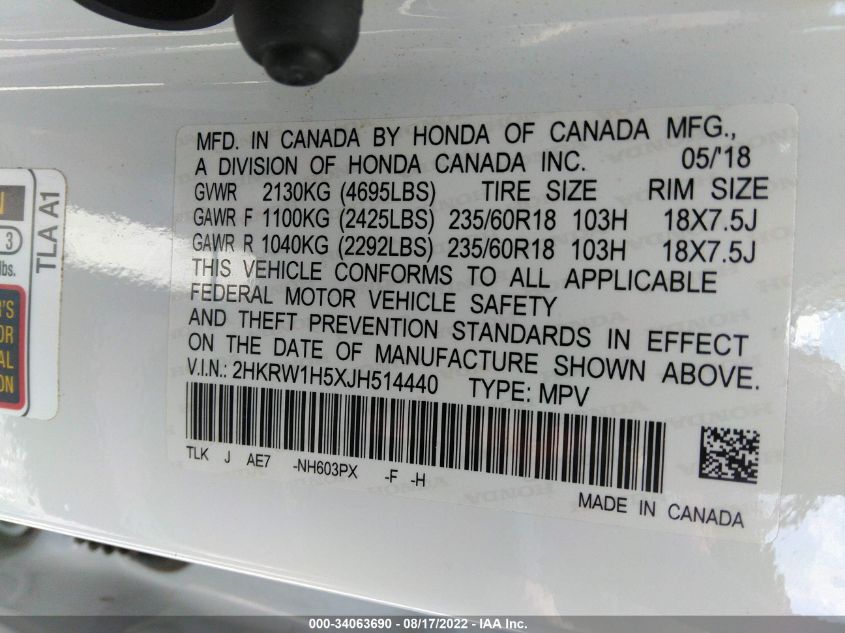 MFD. IN CANADA BY HONDA OF CANADA MFG.,
A DIVISION OF HONDA CANADA INC. 05/'18
GVWR 2130KG (4695LBS) TIRE SIZE RIM SIZE
GAWR F 1100KG (2425LBS) 235/60R18 103H 18X7.5J
GAWR R 1040KG (2292LBS) 235/60R18 103H 18X7.5J
THIS VEHICLE CONFORMS TO ALL APPLICABLE
FEDERAL MOTOR VEHICLE SAFETY
AND THEFT PREVENTION STANDARDS IN EFFECT
ON THE DATE OF MANUFACTURE SHOWN ABOVE.
V.I.N.: 2HKRW1H5XJH514440 TYPE: MPV
TLK J AE7 -NH603PX -F -H
MADE IN CANADA
3
lbs.
TLA A1
000-34063690 - 08/17/2022 - IAA Inc.